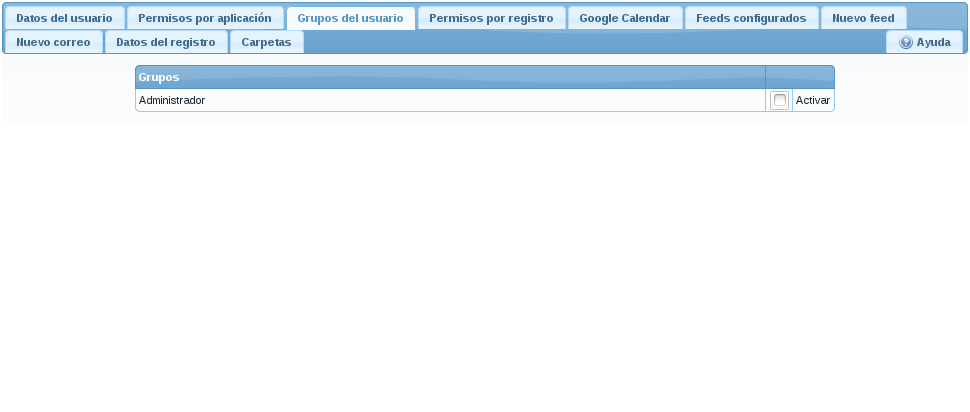 Datos del usuario Permisos por aplicación Grupos del usuario Permisos por registro Google Calendar Feeds configurados Nuevo feed
Nuevo correo Datos del registro Carpetas Ayuda
Grupos
Administrador Activar